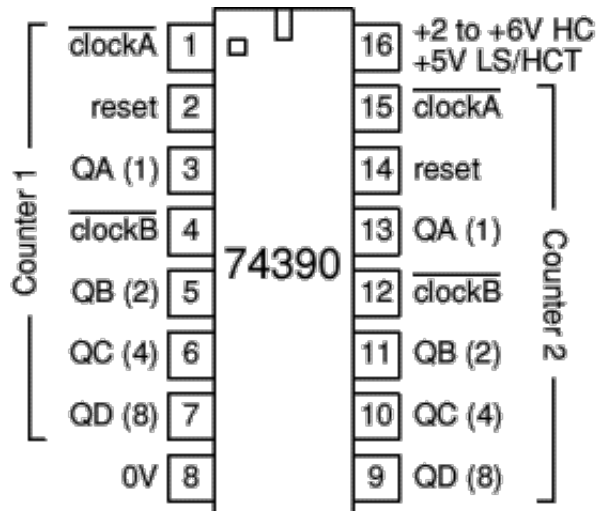 clockA 1
reset 2
QA (1) 3
clockB 4
QB (2) 5
QC (4) 6
QD (8) 7
0V 8
Counter 1
74390
16 +2 to +6V HC
+5V LS/HCT
15 clockA
14 reset
13 QA (1)
12 clockB
11 QB (2)
10 QC (4)
9 QD (8)
Counter 2